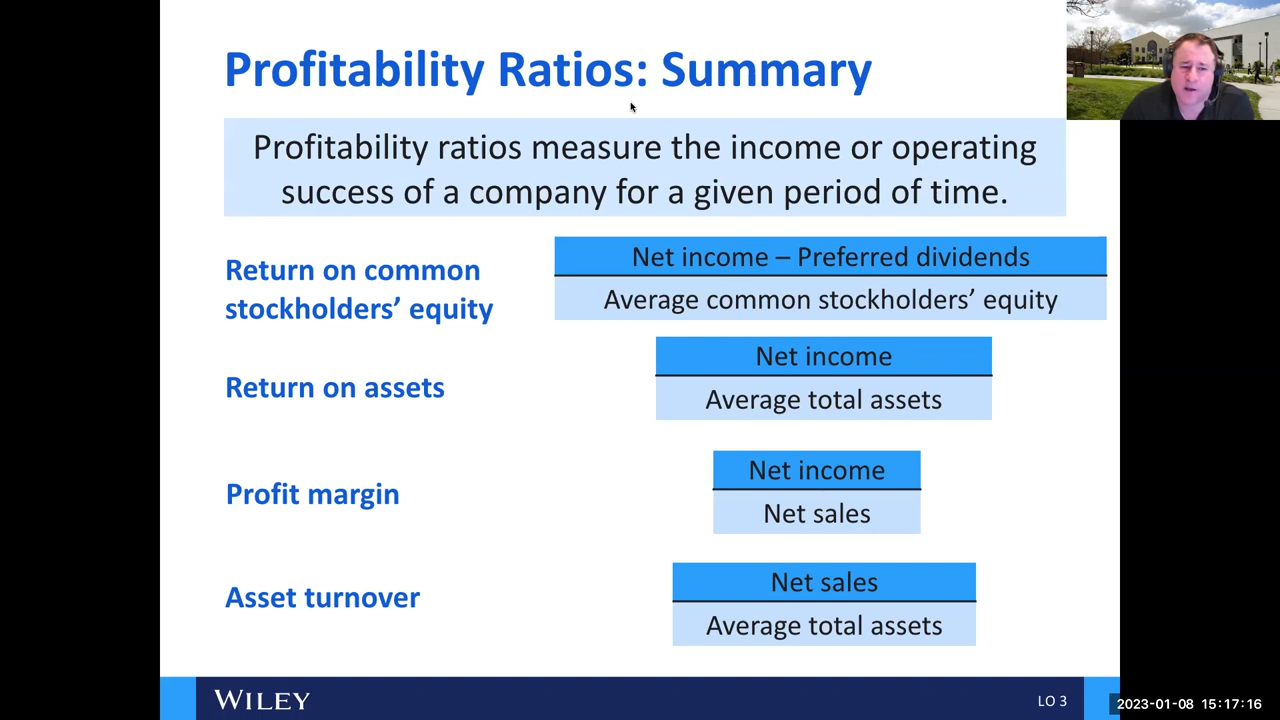 Profitability Ratios: Summary
Profitability ratios measure the income or operating
success of a company for a given period of time.
Return on common
stockholders’ equity
Net income – Preferred dividends
Average common stockholders’ equity
Return on assets
Net income
Average total assets
Profit margin
Net income
Net sales
Asset turnover
Net sales
Average total assets
WILEY
LO 3
2023-01-08 15:17:16